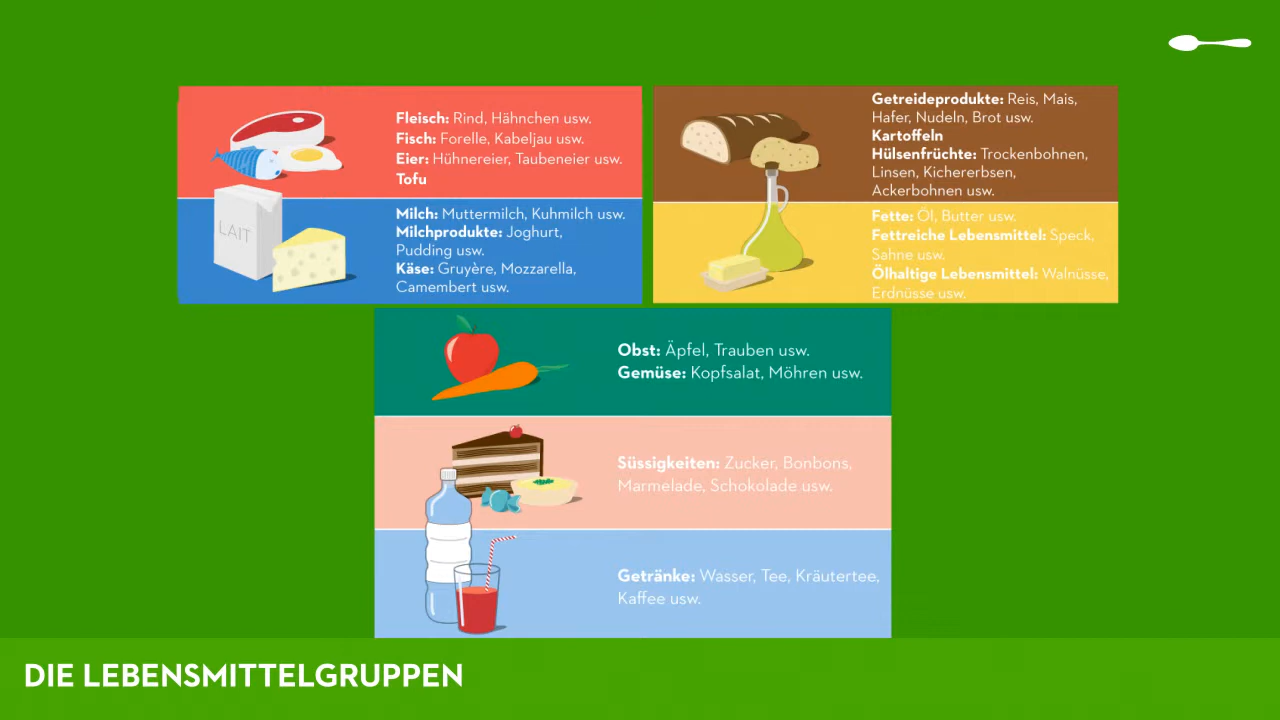 Fleisch: Rind, Hähnchen usw.
Fisch: Forelle, Kabeljau usw.
Eier: Hühnereier, Taubeneier usw.
Tofu
LAIT
Milch: Muttermilch, Kuhmilch usw.
Milchprodukte: Joghurt,
Pudding usw.
Käse: Gruyère, Mozzarella,
Camembert usw.
Getreideprodukte: Reis, Mais,
Hafer, Nudeln, Brot usw.
Kartoffeln
Hülsenfrüchte: Trockenbohnen,
Linsen, Kichererbsen,
Ackerbohnen usw.
Fette: Öl, Butter usw.
Fettreiche Lebensmittel: Speck,
Sahne usw.
Ölhaltige Lebensmittel: Walnüsse,
Erdnüsse usw.
Obst: Äpfel, Trauben usw.
Gemüse: Kopfsalat, Möhren usw.
Süssigkeiten: Zucker, Bonbons,
Marmelade, Schokolade usw.
Getränke: Wasser, Tee, Kräutertee,
Kaffee usw.
DIE LEBENSMITTELGRUPPEN